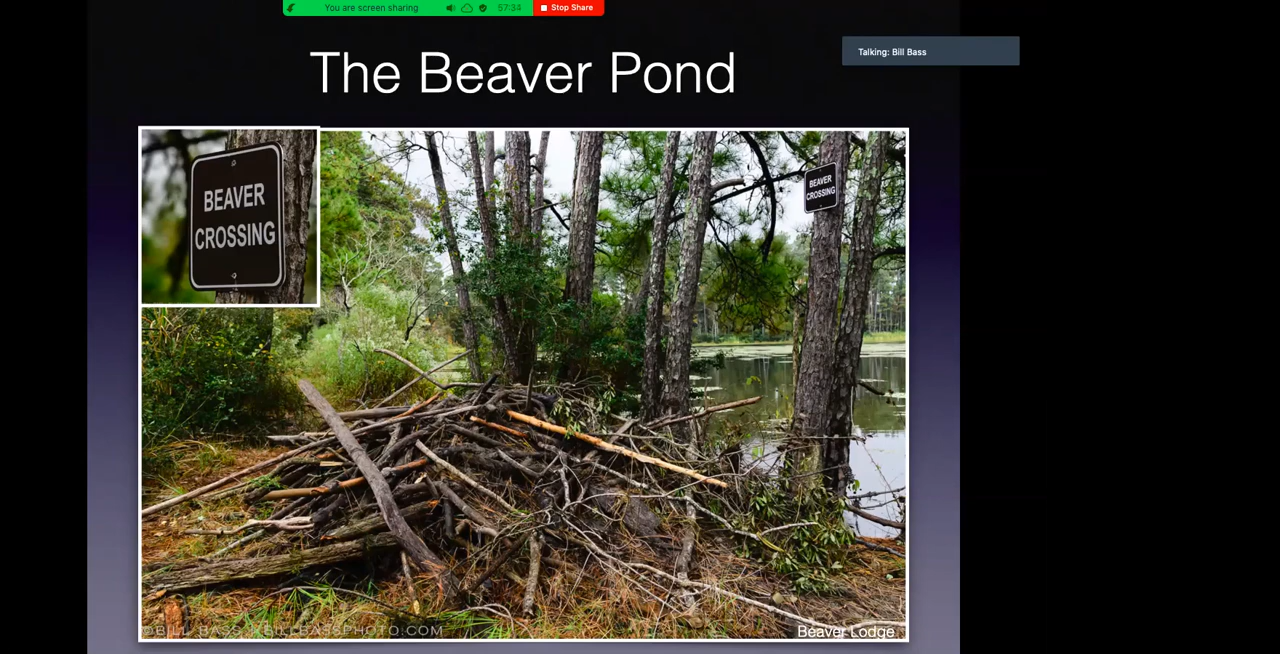 You are screen sharing
57:34
Stop Share
Talking: Bill Bass
The Beaver Pond
BEAVER
CROSSING
BEAVER
CROSSING
©BILL BASS / BILLBASSPHOTO.COM
Beaver Lodge